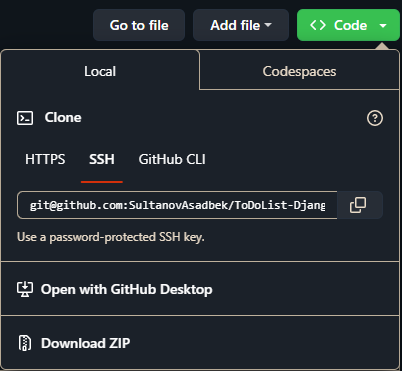 Go to file Add file Code
Local Codespaces
Clone
HTTPS SSH GitHub CLI
git@github.com:SultanovAsadbek/ToDoList-Djang
Use a password-protected SSH key.
Open with GitHub Desktop
Download ZIP